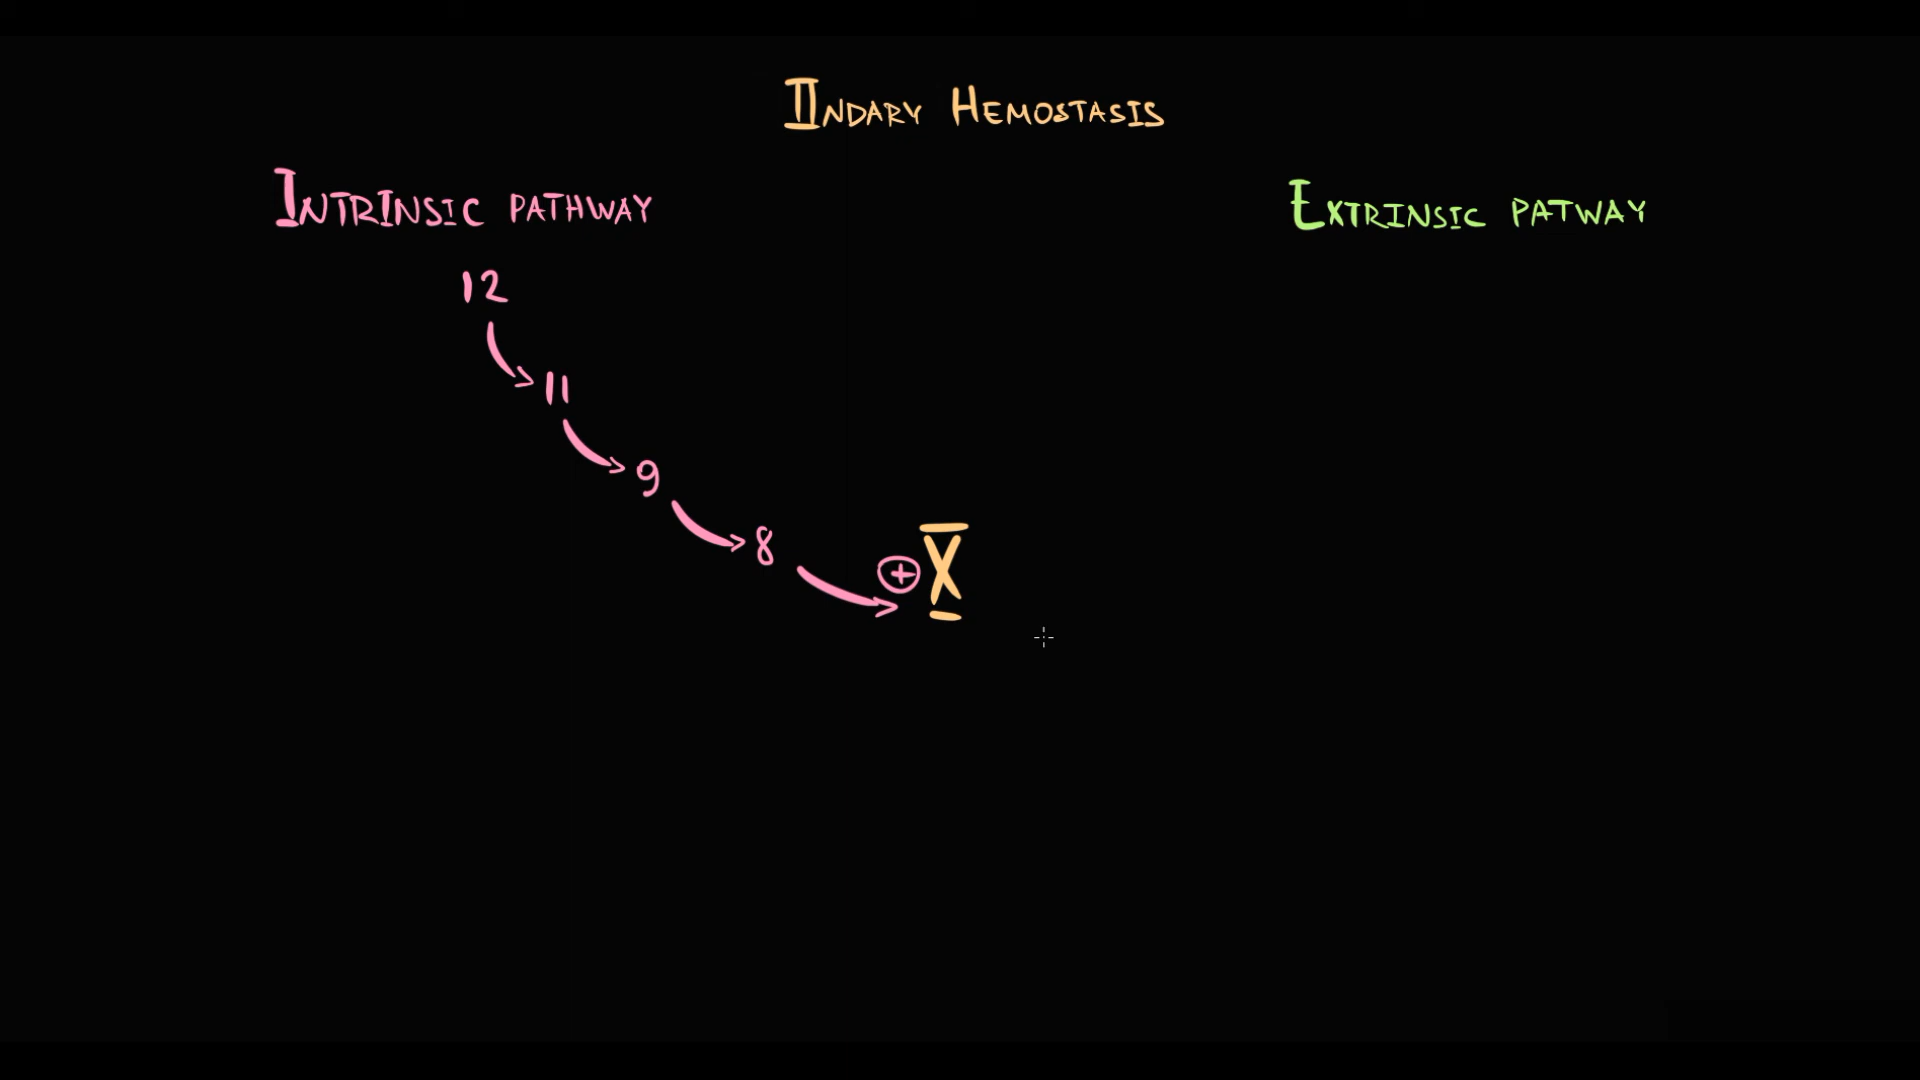 IIndary Hemostasis
Intrinsic pathway
Extrinsic patway
12
11
9
8
+ X